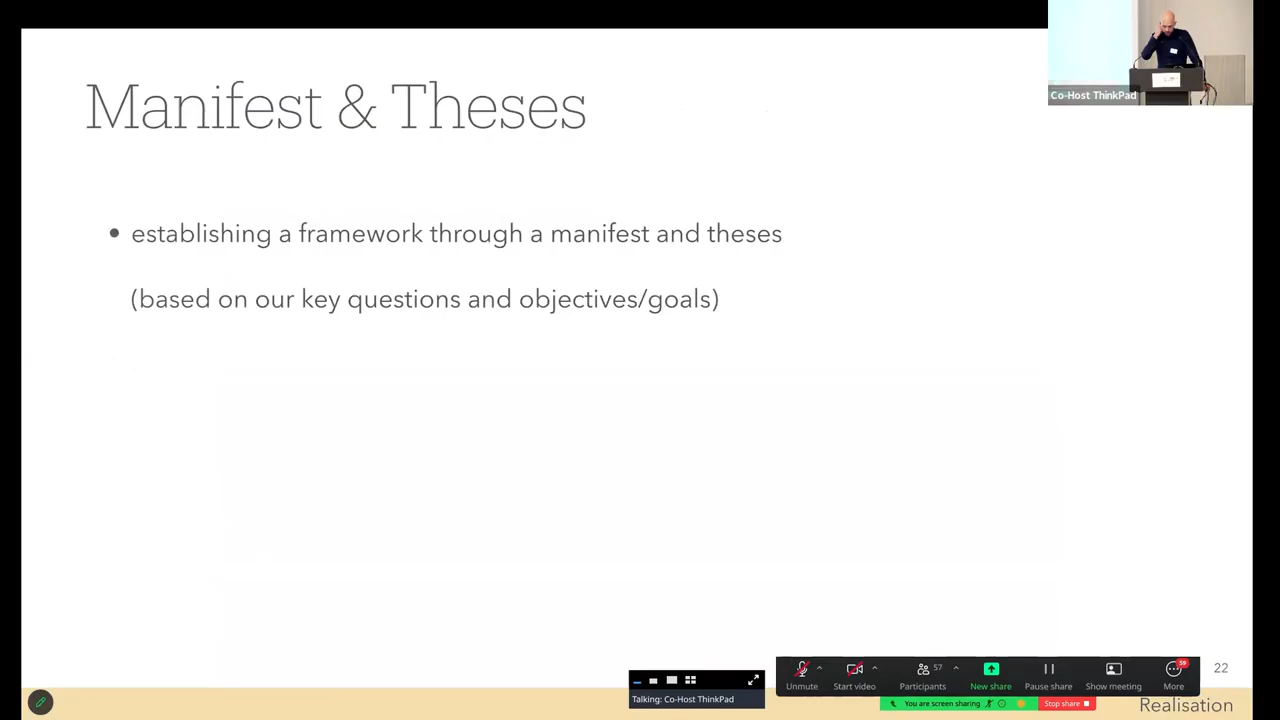 Manifest & Theses
Co-Host ThinkPad
• establishing a framework through a manifest and theses
(based on our key questions and objectives/goals)
Unmute
Start video
57
Participants
New share
Pause share
Show meeting
59
More
22
Talking: Co-Host ThinkPad
You are screen sharing
Stop share
Realisation